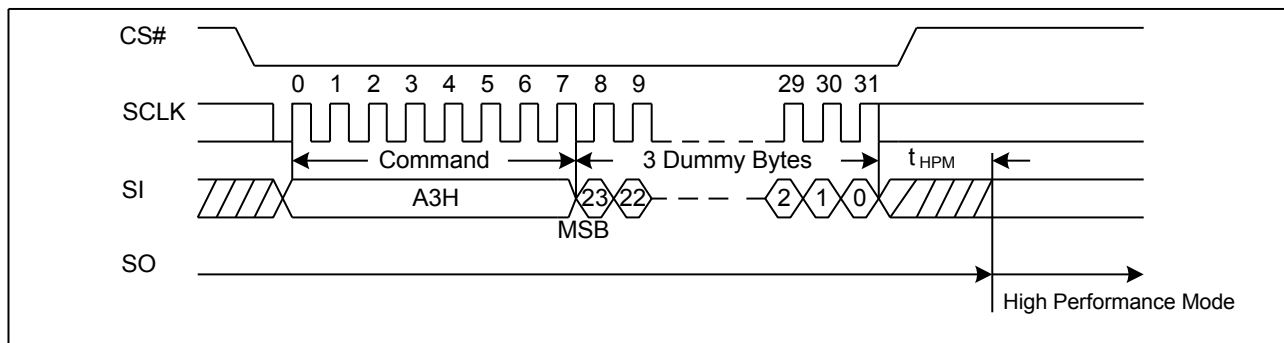 CS#
0 1 2 3 4 5 6 7 8 9 29 30 31
SCLK
Command 3 Dummy Bytes tHPM
SI A3H 23 22 2 1 0
MSB
SO
High Performance Mode